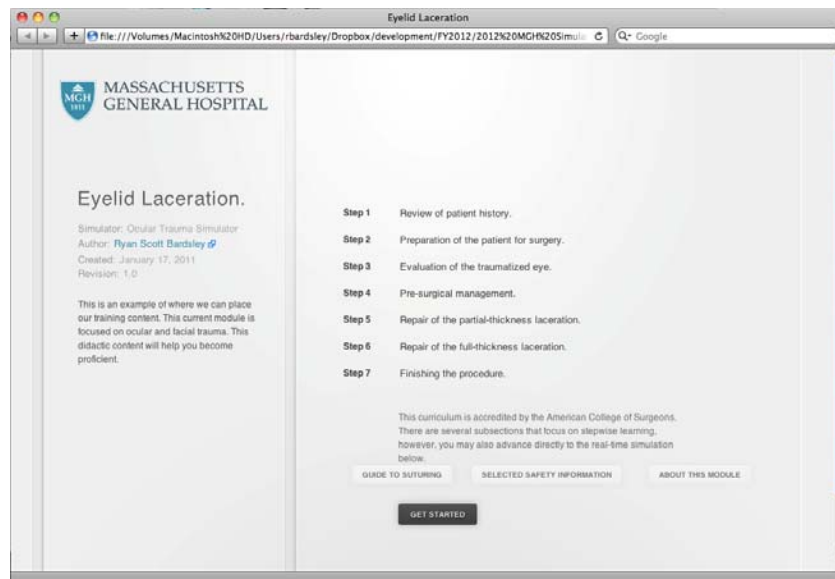 Eyelid Laceration
file:///Volumes/Macintosh%20HD/Users/rbardsley/Dropbox/development/FY2012/2012%20MGH%20Simula
Google
MGH
1811
MASSACHUSETTS
GENERAL HOSPITAL
Eyelid Laceration.
Simulator: Ocular Trauma Simulator
Author: Ryan Scott Bardsley
Created: January 17, 2011
Revision: 1.0
This is an example of where we can place
our training content. This current module is
focused on ocular and facial trauma. This
didactic content will help you become
proficient.
Step 1 Review of patient history.
Step 2 Preparation of the patient for surgery.
Step 3 Evaluation of the traumatized eye.
Step 4 Pre-surgical management.
Step 5 Repair of the partial-thickness laceration.
Step 6 Repair of the full-thickness laceration.
Step 7 Finishing the procedure.
This curriculum is accredited by the American College of Surgeons.
There are several subsections that focus on stepwise learning,
however, you may also advance directly to the real-time simulation
below.
GUIDE TO SUTURING SELECTED SAFETY INFORMATION ABOUT THIS MODULE
GET STARTED